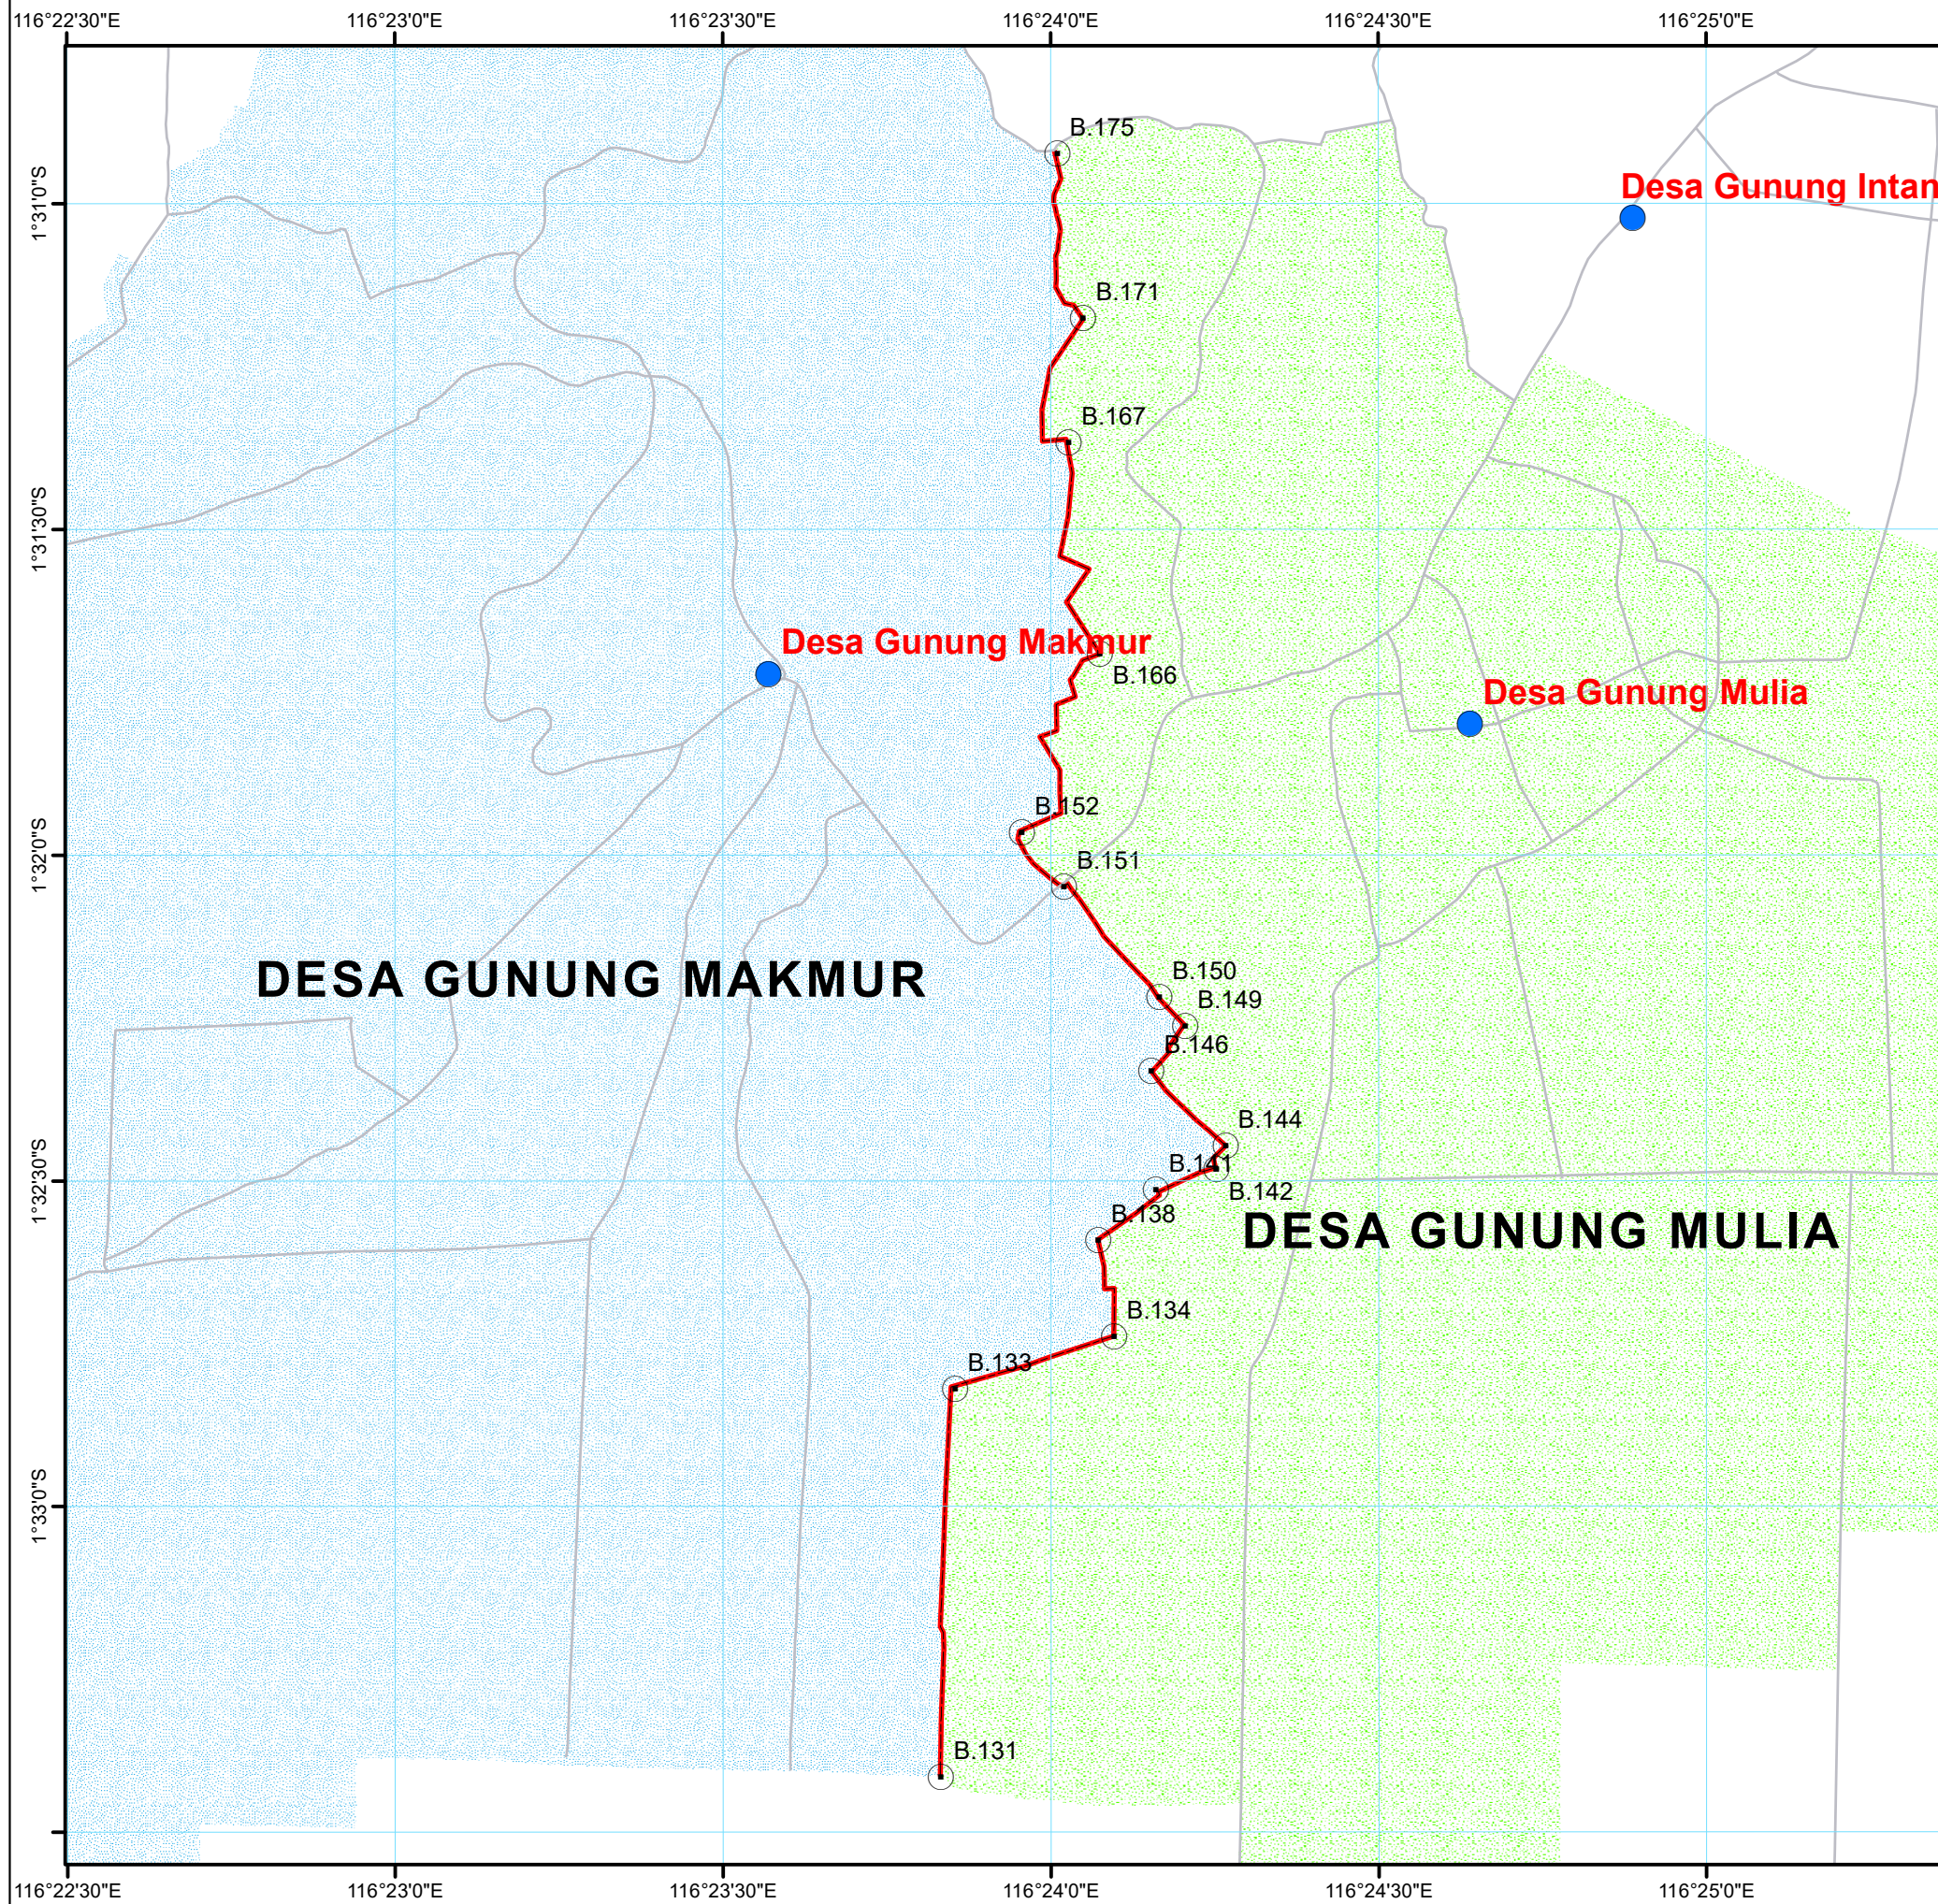 116°22'30"E 116°23'0"E 116°23'30"E 116°24'0"E 116°24'30"E 116°25'0"E
B.175
Desa Gunung Intan
1°31'0"S
B.171
B.167
1°31'30"S
Desa Gunung Makmur
B.166
Desa Gunung Mulia
B.152
1°32'0"S
B.151
B.150
DESA GUNUNG MAKMUR
B.149
B.146
B.144
B.141
1°32'30"S
B.142
B.138
DESA GUNUNG MULIA
B.134
B.133
1°33'0"S
B.131
116°22'30"E 116°23'0"E 116°23'30"E 116°24'0"E 116°24'30"E 116°25'0"E